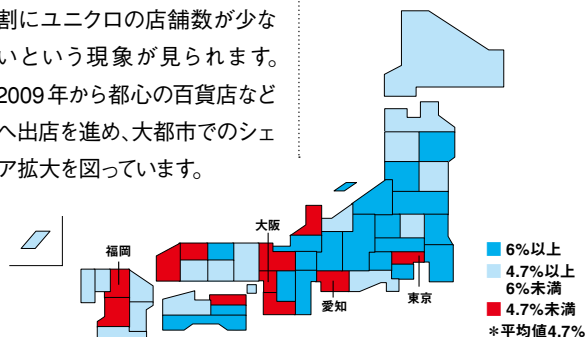 割にユニクロの店舗数が少な
いという現象が見られます。
2009年から都心の百貨店など
へ出店を進め、大都市でのシェ
ア拡大を図っています。
大阪
福岡
愛知
東京
6%以上
4.7%以上
6%未満
4.7%未満
*平均値4.7%